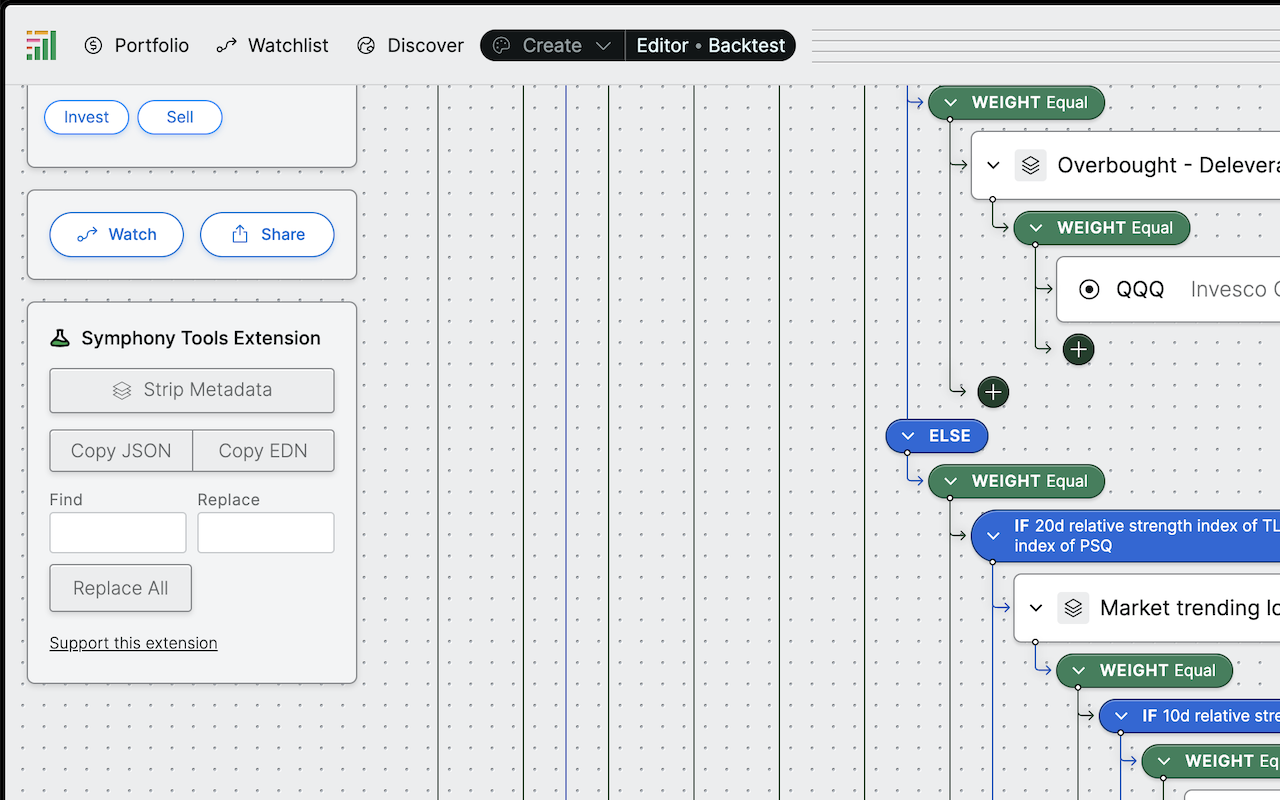 Portfolio
Watchlist
Discover
Create
Editor • Backtest
Invest
Sell
Watch
Share
Symphony Tools Extension
Strip Metadata
Copy JSON
Copy EDN
Find
Replace
Replace All
Support this extension
WEIGHT Equal
Overbought - Delevera
WEIGHT Equal
QQQ Invesco
ELSE
WEIGHT Equal
IF 20d relative strength index of TL
index of PSQ
Market trending lo
WEIGHT Equal
IF 10d relative stre
WEIGHT Eq